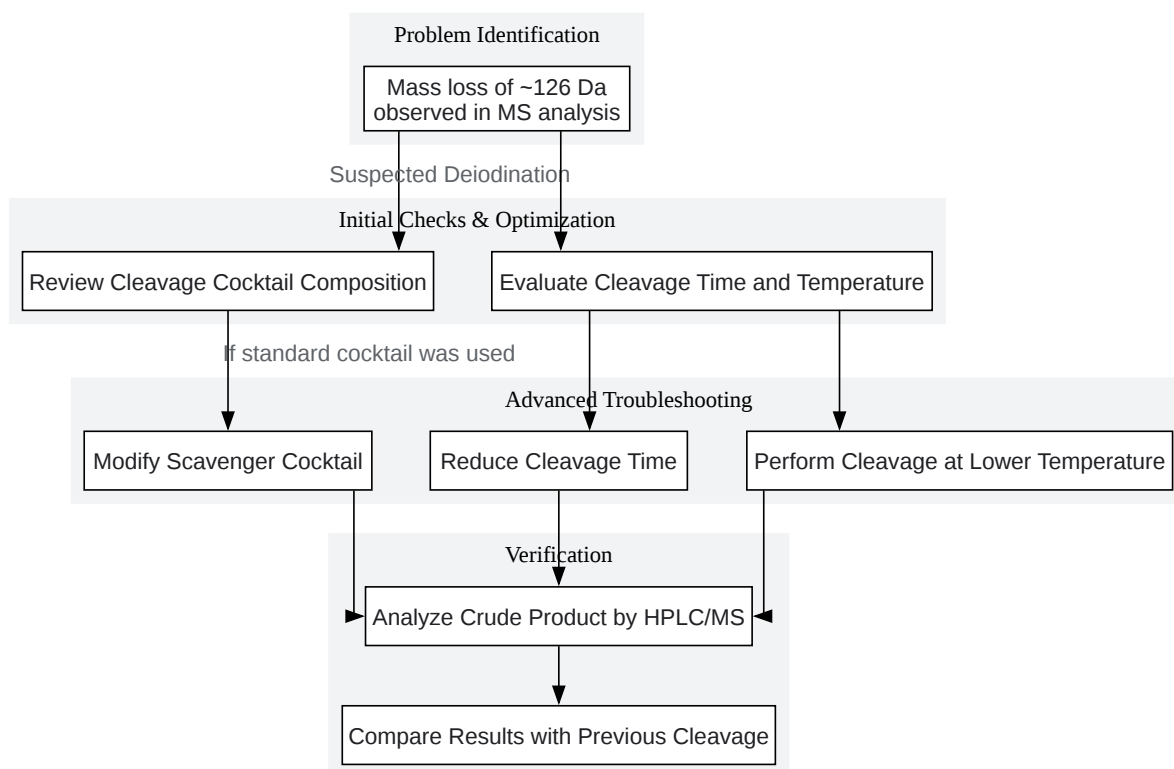 Problem Identification
Mass loss of ~126 Da
observed in MS analysis
Suspected Deiodination
Initial Checks & Optimization
Review Cleavage Cocktail Composition
Evaluate Cleavage Time and Temperature
If standard cocktail was used
Advanced Troubleshooting
Modify Scavenger Cocktail
Reduce Cleavage Time
Perform Cleavage at Lower Temperature
Verification
Analyze Crude Product by HPLC/MS
Compare Results with Previous Cleavage